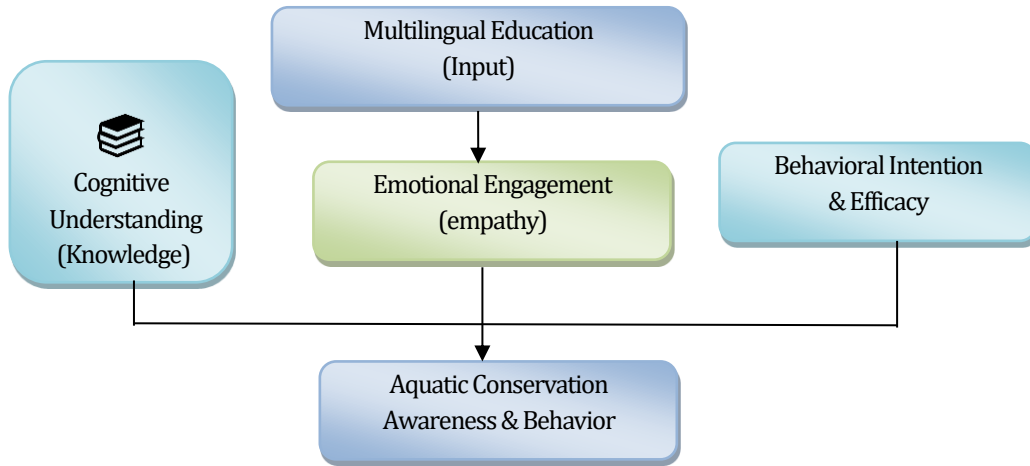 Multilingual Education
(Input)
Cognitive
Understanding
(Knowledge)
Emotional Engagement
(empathy)
Behavioral Intention
& Efficacy
Aquatic Conservation
Awareness & Behavior